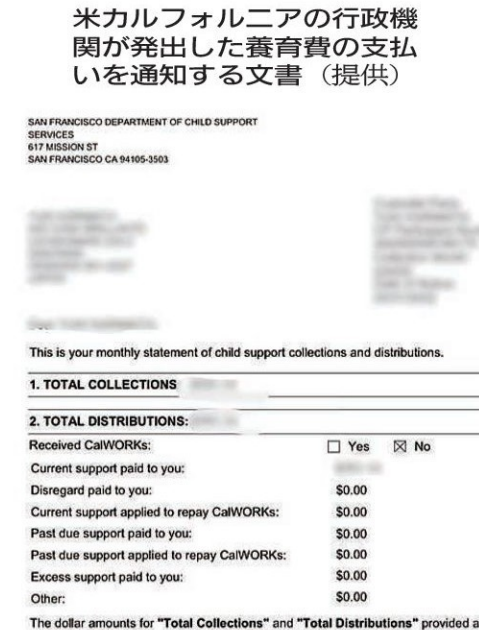 米カルフォルニアの行政機
関が発出した養育費の支払
いを通知する文書（提供）
SAN FRANCISCO DEPARTMENT OF CHILD SUPPORT
SERVICES
617 MISSION ST
SAN FRANCISCO CA 94105-3503
This is your monthly statement of child support collections and distributions.
1. TOTAL COLLECTIONS
2. TOTAL DISTRIBUTIONS:
Received CalWORKs: Yes No
Current support paid to you:
Disregard paid to you: $0.00
Current support applied to repay CalWORKs: $0.00
Past due support paid to you: $0.00
Past due support applied to repay CalWORKs: $0.00
Excess support paid to you: $0.00
Other: $0.00
The dollar amounts for "Total Collections" and "Total Distributions" provided a